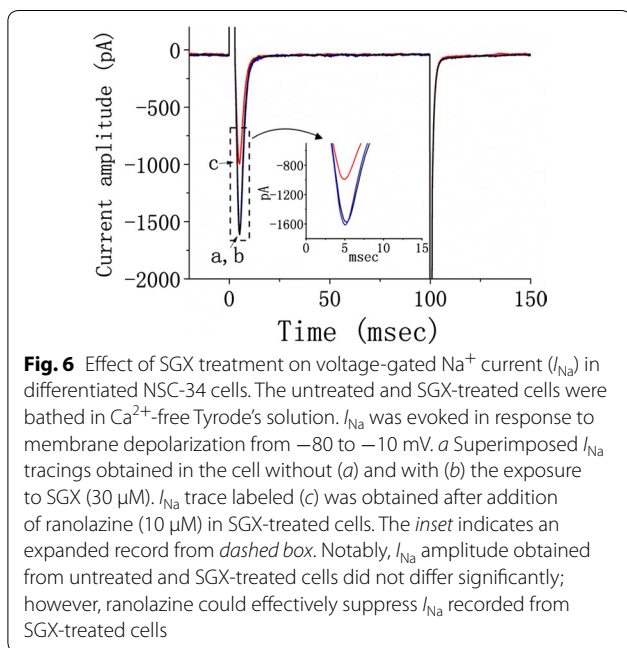 Current amplitude (pA)
0
−500
−1000
−1500
−2000
c
a, b
pA
−800
−1200
−1600
0 5 10 15
msec
0 50 100 150
Time (msec)
Fig. 6 Effect of SGX treatment on voltage-gated Na⁺ current (I_Na) in
differentiated NSC-34 cells. The untreated and SGX-treated cells were
bathed in Ca²⁺-free Tyrode’s solution. I_Na was evoked in response to
membrane depolarization from −80 to −10 mV. a Superimposed I_Na
tracings obtained in the cell without (a) and with (b) the exposure
to SGX (30 μM). I_Na trace labeled (c) was obtained after addition
of ranolazine (10 μM) in SGX-treated cells. The inset indicates an
expanded record from dashed box. Notably, I_Na amplitude obtained
from untreated and SGX-treated cells did not differ significantly;
however, ranolazine could effectively suppress I_Na recorded from
SGX-treated cells